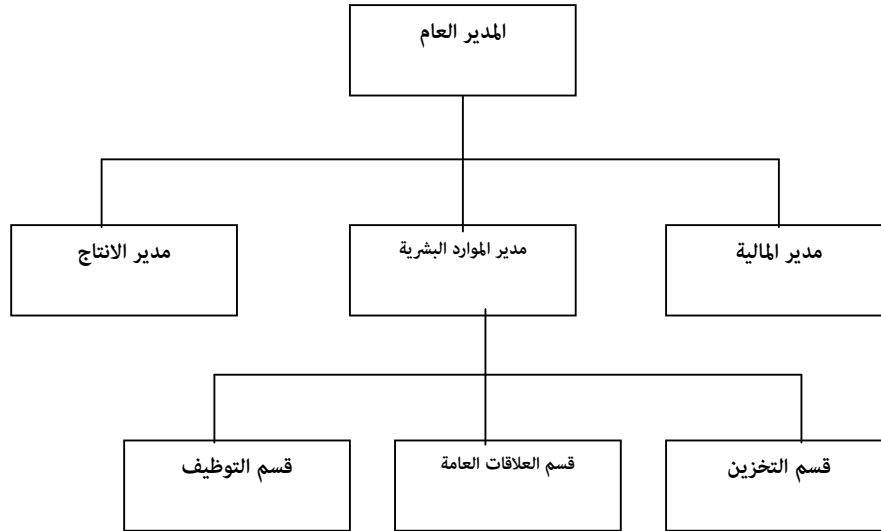 المدير العام
مدير المالية
مدير الموارد البشرية
مدير الانتاج
قسم التخزين
قسم العلاقات العامة
قسم التوظيف